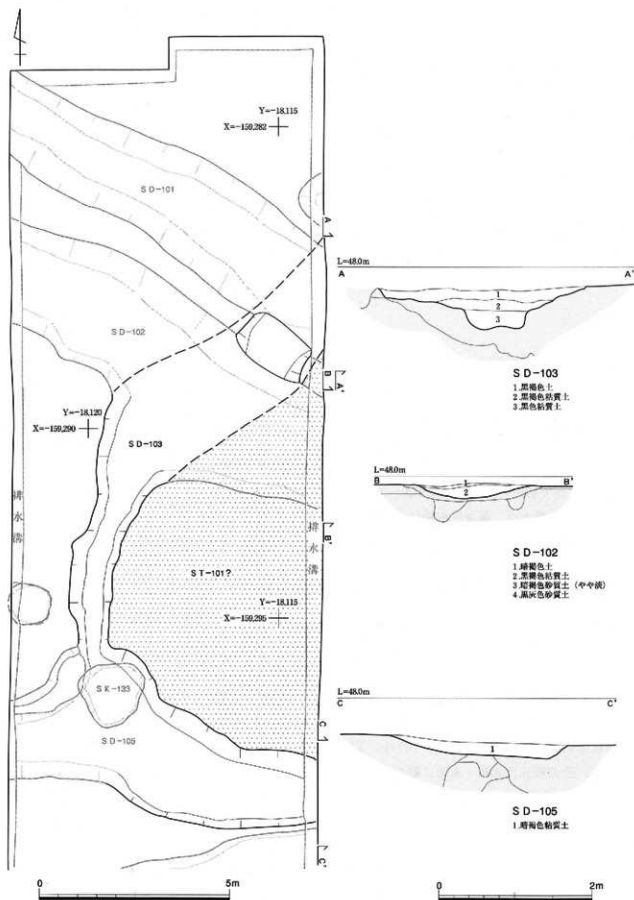 Y=-18,115
X=-159,282
SD-101
A
SD-102
B
A'
Y=-18,120
X=-159,290
SD-103
排水溝
排水溝
B'
ST-101?
Y=-18,115
X=-159,295
SK-133
SD-105
C
C'
0 5m
L=48.0m
A A'
1
2
3
SD-103
1.黒褐色土
2.黒褐色粘質土
3.黒色粘質土
L=48.0m
B B'
1
2
SD-102
1.暗褐色土
2.黒褐色粘質土
3.暗褐色砂質土(やや淡)
4.黒灰色砂質土
L=48.0m
C C'
1
SD-105
1.暗褐色粘質土
0 2m